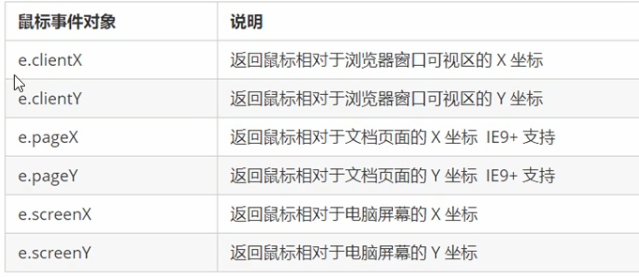 鼠标事件对象 说明
e.clientX 返回鼠标相对于浏览器窗口可视区的 X 坐标
e.clientY 返回鼠标相对于浏览器窗口可视区的 Y 坐标
e.pageX 返回鼠标相对于文档页面的 X 坐标 IE9+ 支持
e.pageY 返回鼠标相对于文档页面的 Y 坐标 IE9+ 支持
e.screenX 返回鼠标相对于电脑屏幕的 X 坐标
e.screenY 返回鼠标相对于电脑屏幕的 Y 坐标